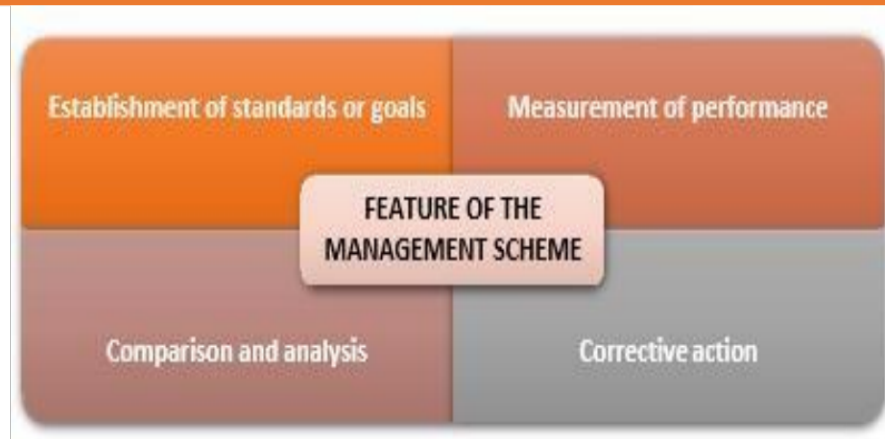 Establishment of standards or goals
Measurement of performance
FEATURE OF THE
MANAGEMENT SCHEME
Comparison and analysis
Corrective action